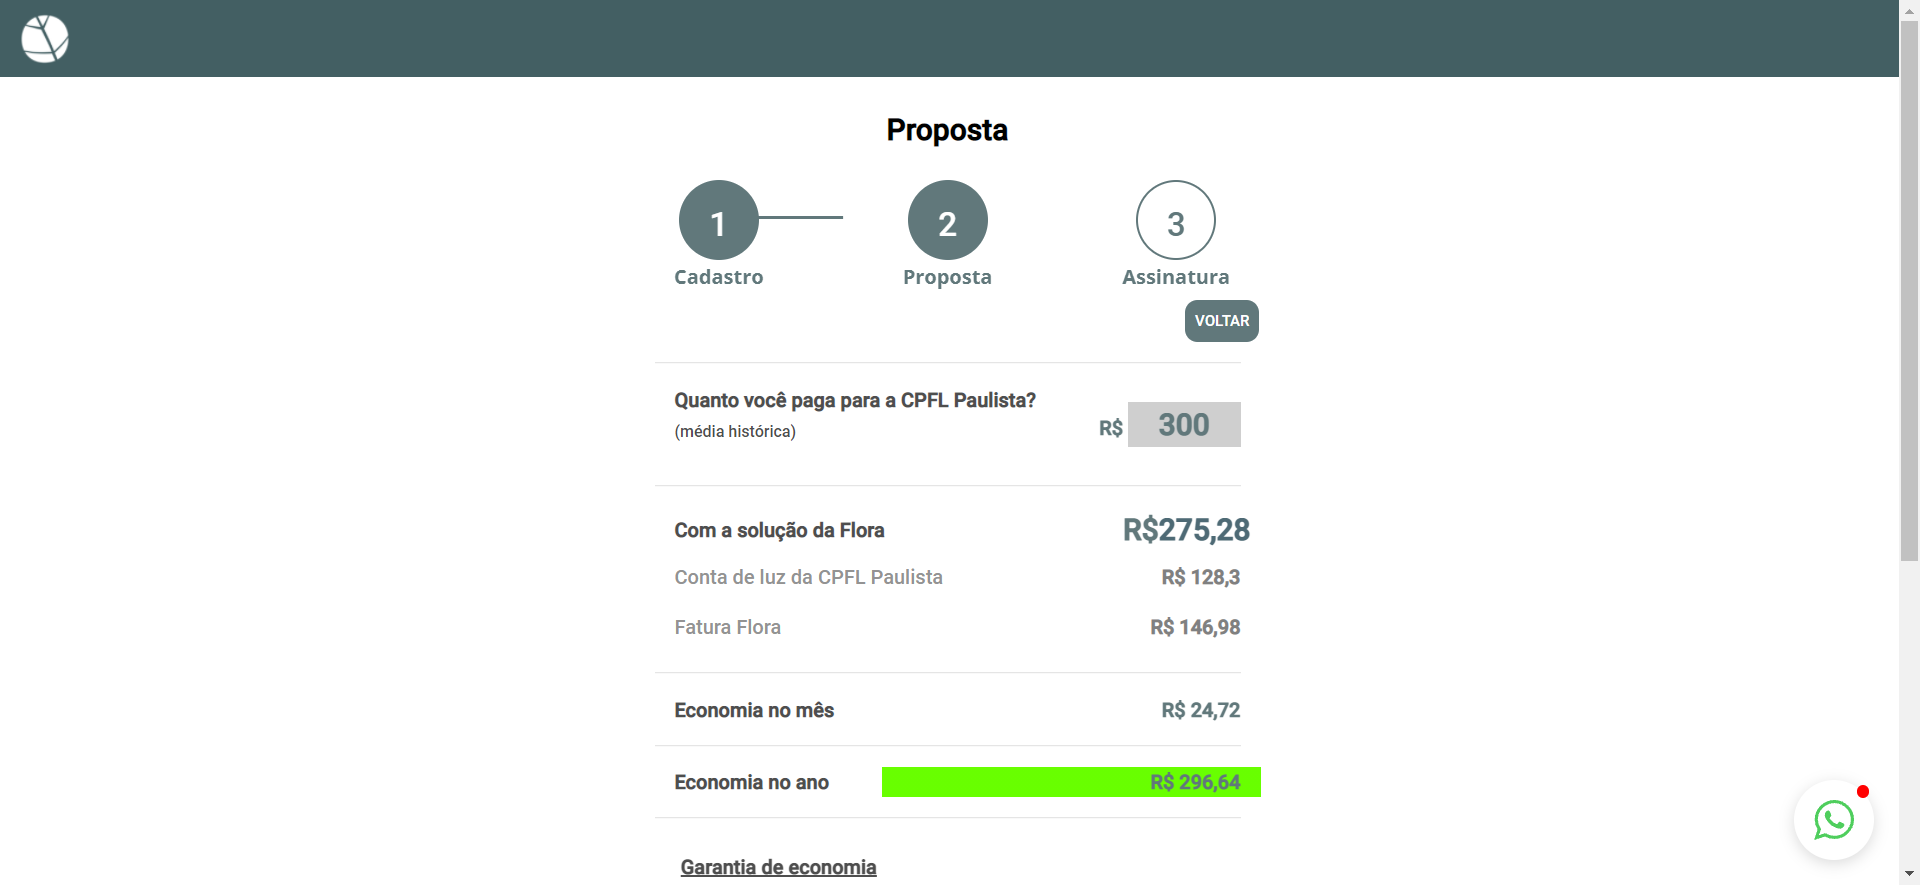 Proposta
1
2
3
Cadastro
Proposta
Assinatura
VOLTAR
Quanto você paga para a CPFL Paulista?
(média histórica)
R$ 300
Com a solução da Flora R$275,28
Conta de luz da CPFL Paulista R$ 128,3
Fatura Flora R$ 146,98
Economia no mês R$ 24,72
Economia no ano R$ 296,64
Garantia de economia